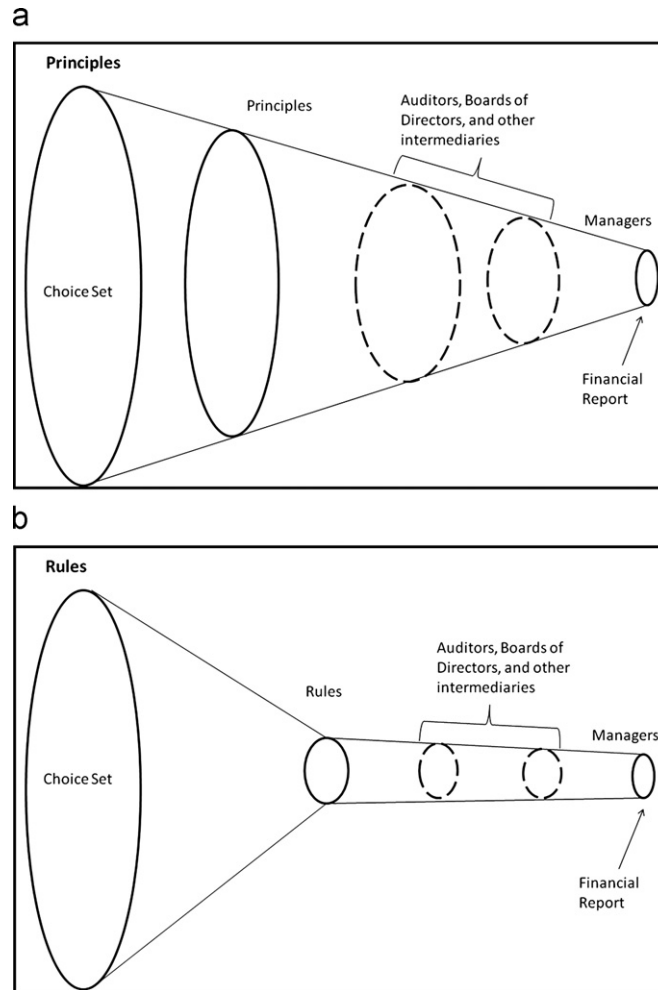 a
Principles
Principles
Auditors, Boards of
Directors, and other
intermediaries
Managers
Choice Set
Financial
Report
b
Rules
Rules
Auditors, Boards of
Directors, and other
intermediaries
Managers
Choice Set
Financial
Report